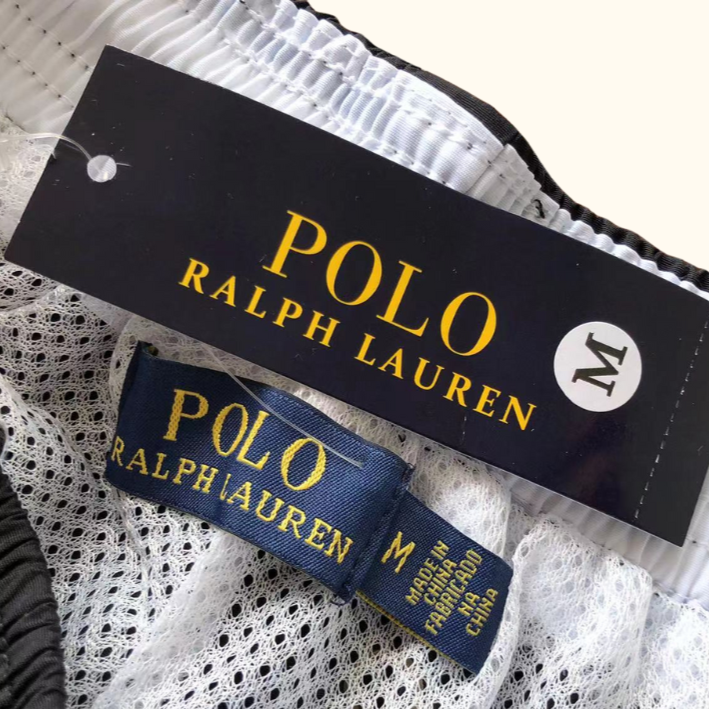 POLO
RALPH LAUREN
M
POLO
RALPH LAUREN
M
MADE IN
CHINA
FABRICADO
NA
CHINA